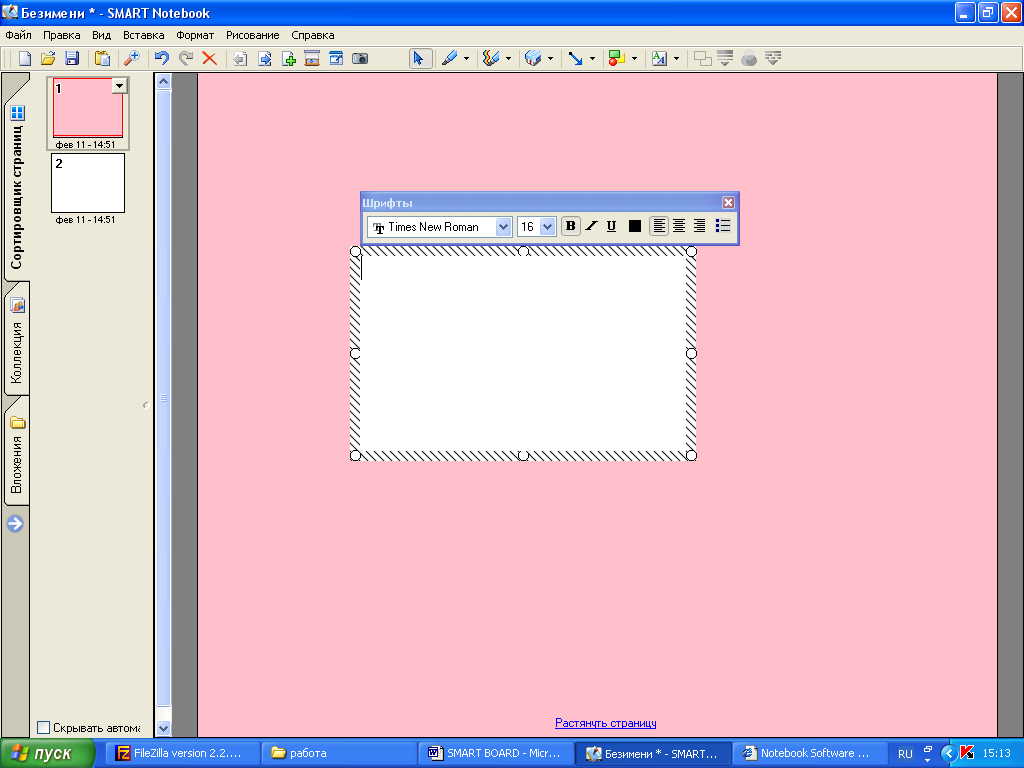 Безимени * - SMART Notebook
Файл Правка Вид Вставка Формат Рисование Справка
Сортировщик страниц
Коллекция
Вложения
1
фев 11 - 14:51
2
фев 11 - 14:51
Шрифты
Times New Roman 16 B I U
Растянуть страницу
Скрывать автома
пуск FileZilla version 2.2.... работа SMART BOARD - Micr... Безимени * - SMART... Notebook Software ... RU 15:13